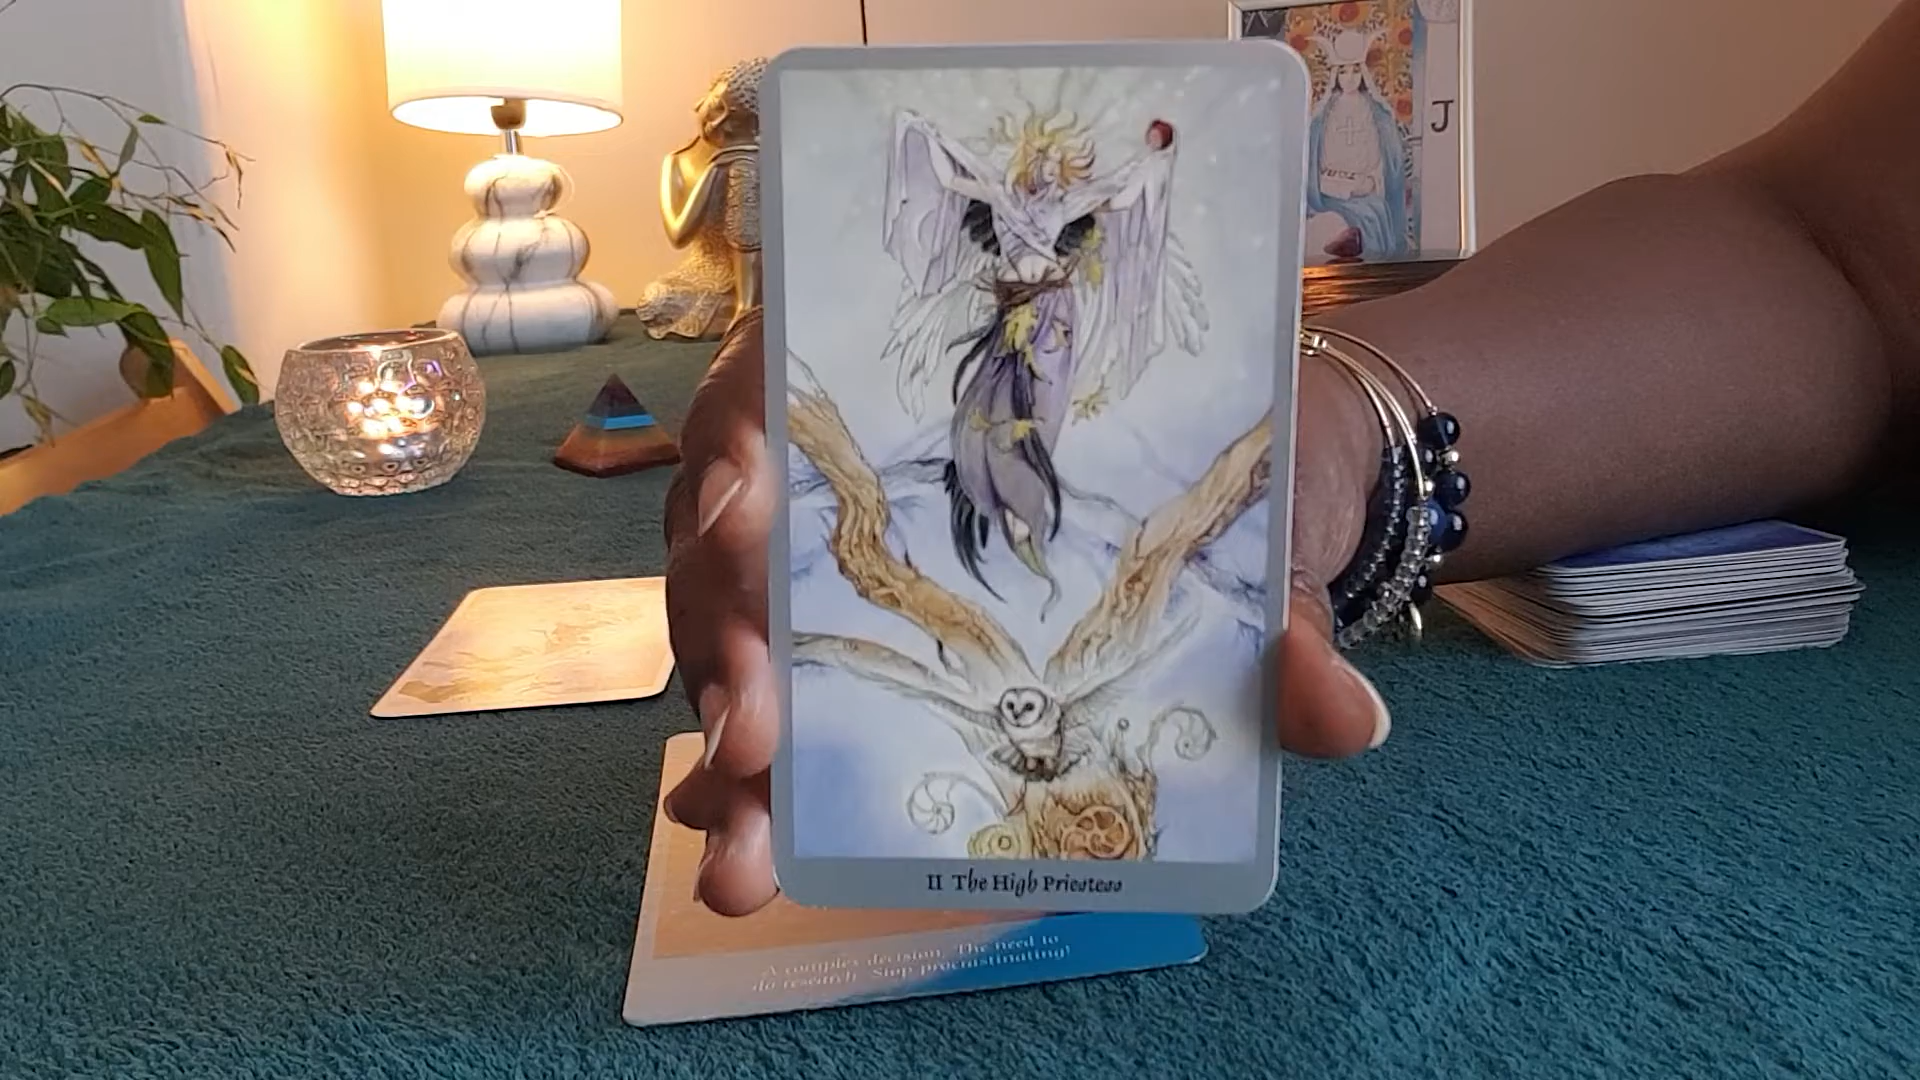 J
II The High Priestess
A complex decision. The need to
do research. Stop procrastinating!